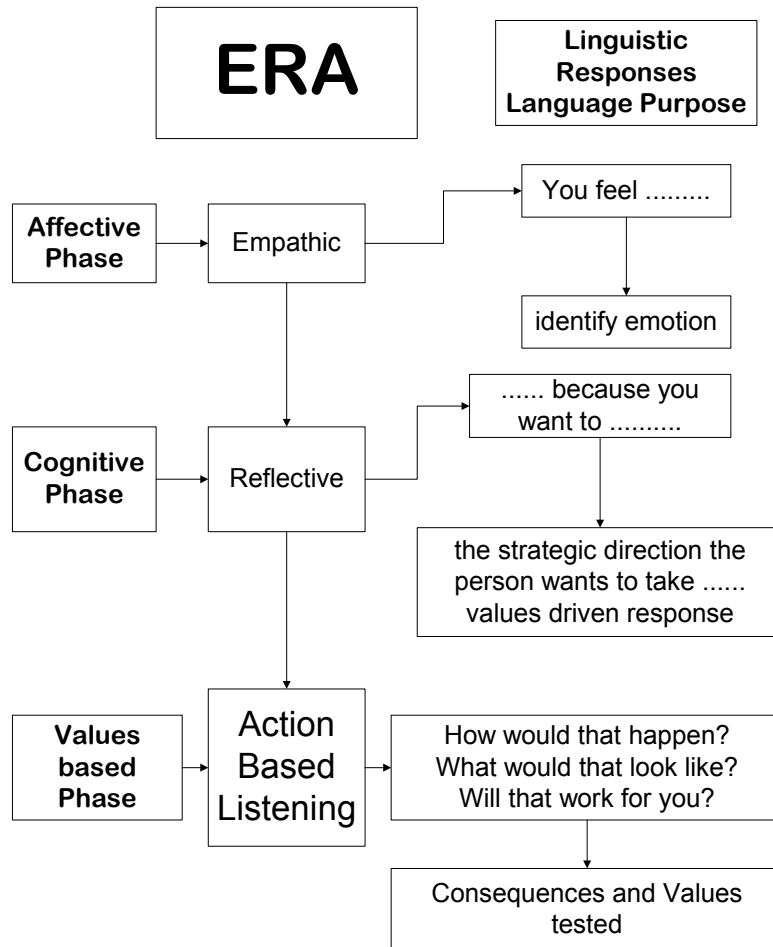 ERA
Linguistic
Responses
Language Purpose
You feel .........
Affective
Phase
Empathic
identify emotion
...... because you
want to ..........
Cognitive
Phase
Reflective
the strategic direction the
person wants to take ......
values driven response
Values
based
Phase
Action
Based
Listening
How would that happen?
What would that look like?
Will that work for you?
Consequences and Values
tested